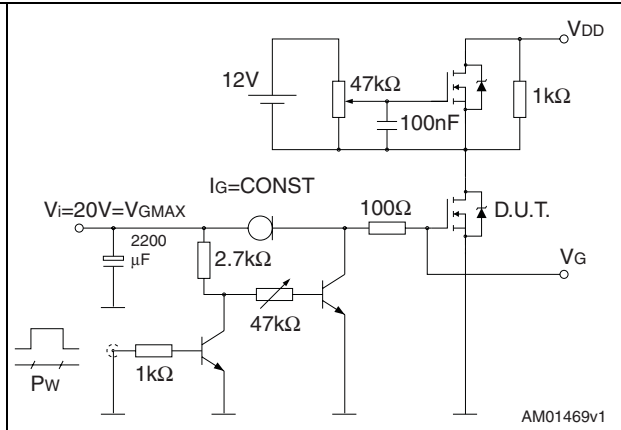 VDD
12V
47kΩ
1kΩ
100nF
IG=CONST
Vi=20V=VGMAX
100Ω
D.U.T.
2200
μF
2.7kΩ
VG
47kΩ
1kΩ
PW
AM01469v1